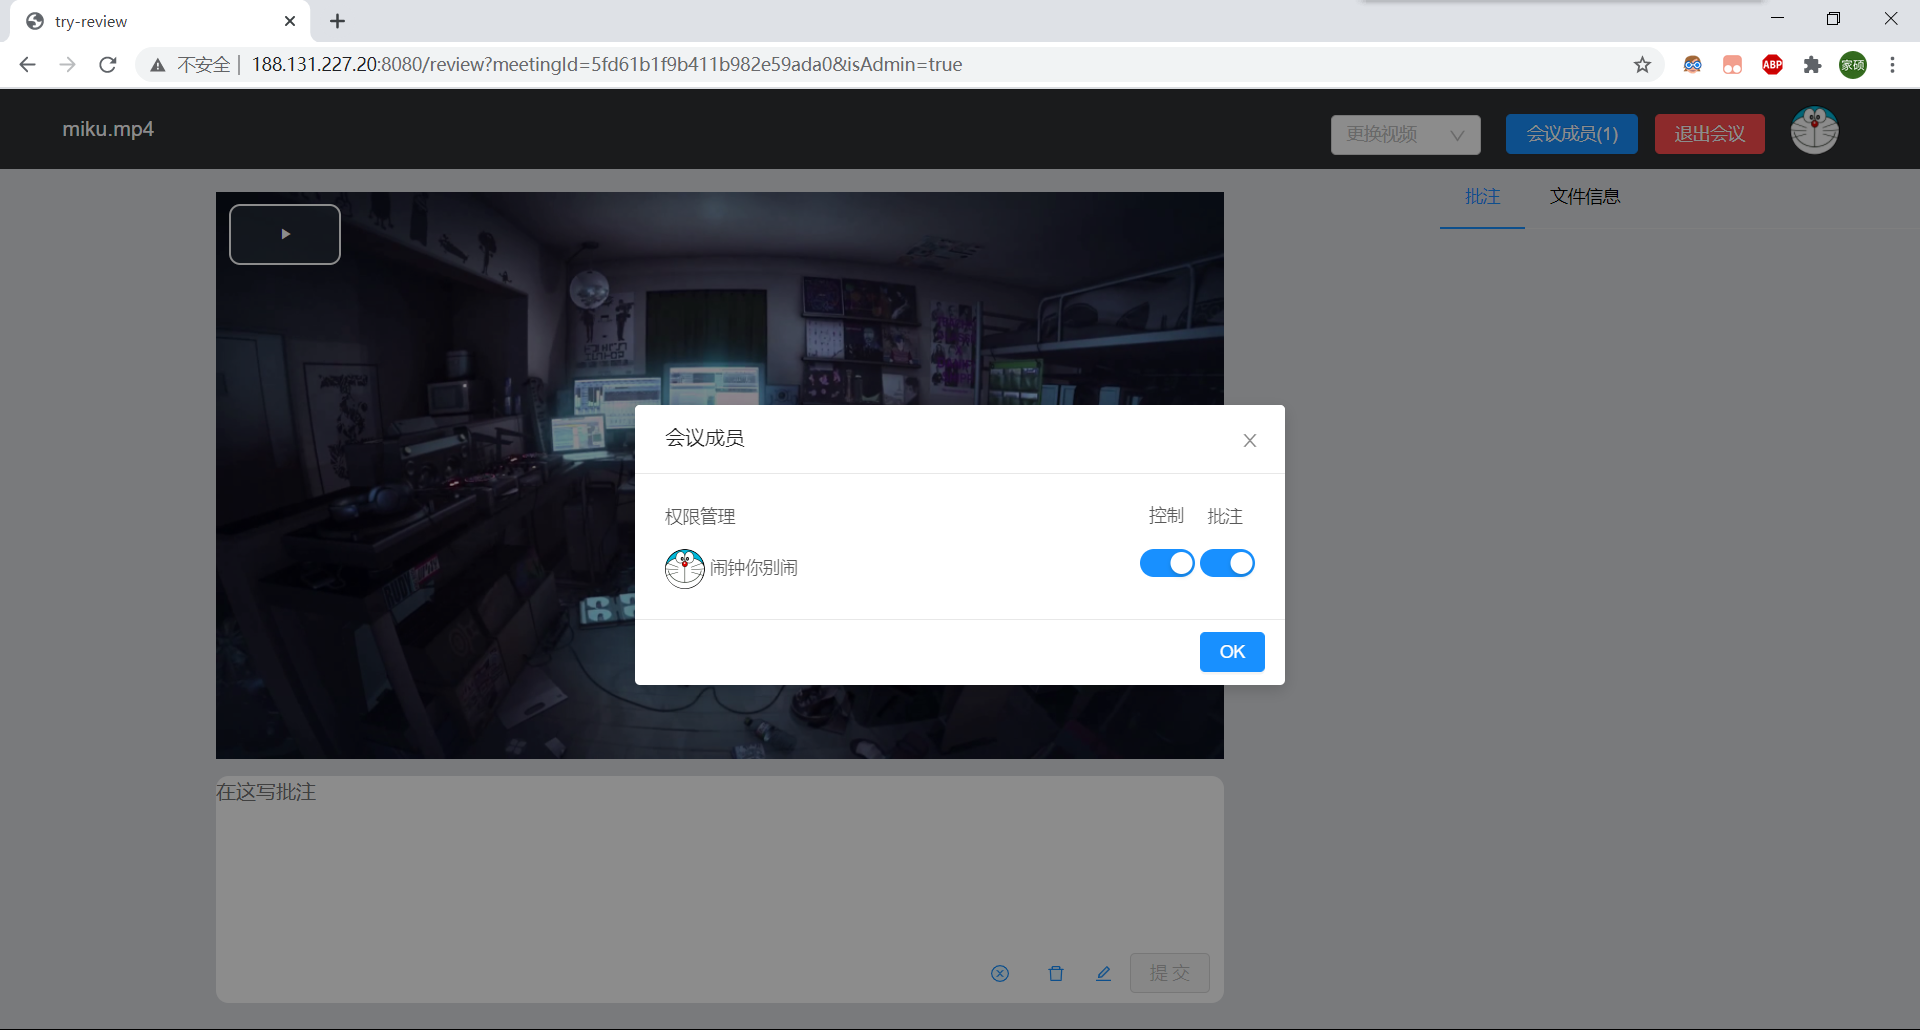 try-review
不安全 188.131.227.20:8080/review?meetingId=5fd61b1f9b411b982e59ada0&isAdmin=true
ABP
家硕
miku.mp4
更换视频
会议成员(1)
退出会议
批注
文件信息
会议成员
权限管理
控制
批注
闹钟你别闹
OK
在这写批注
提交